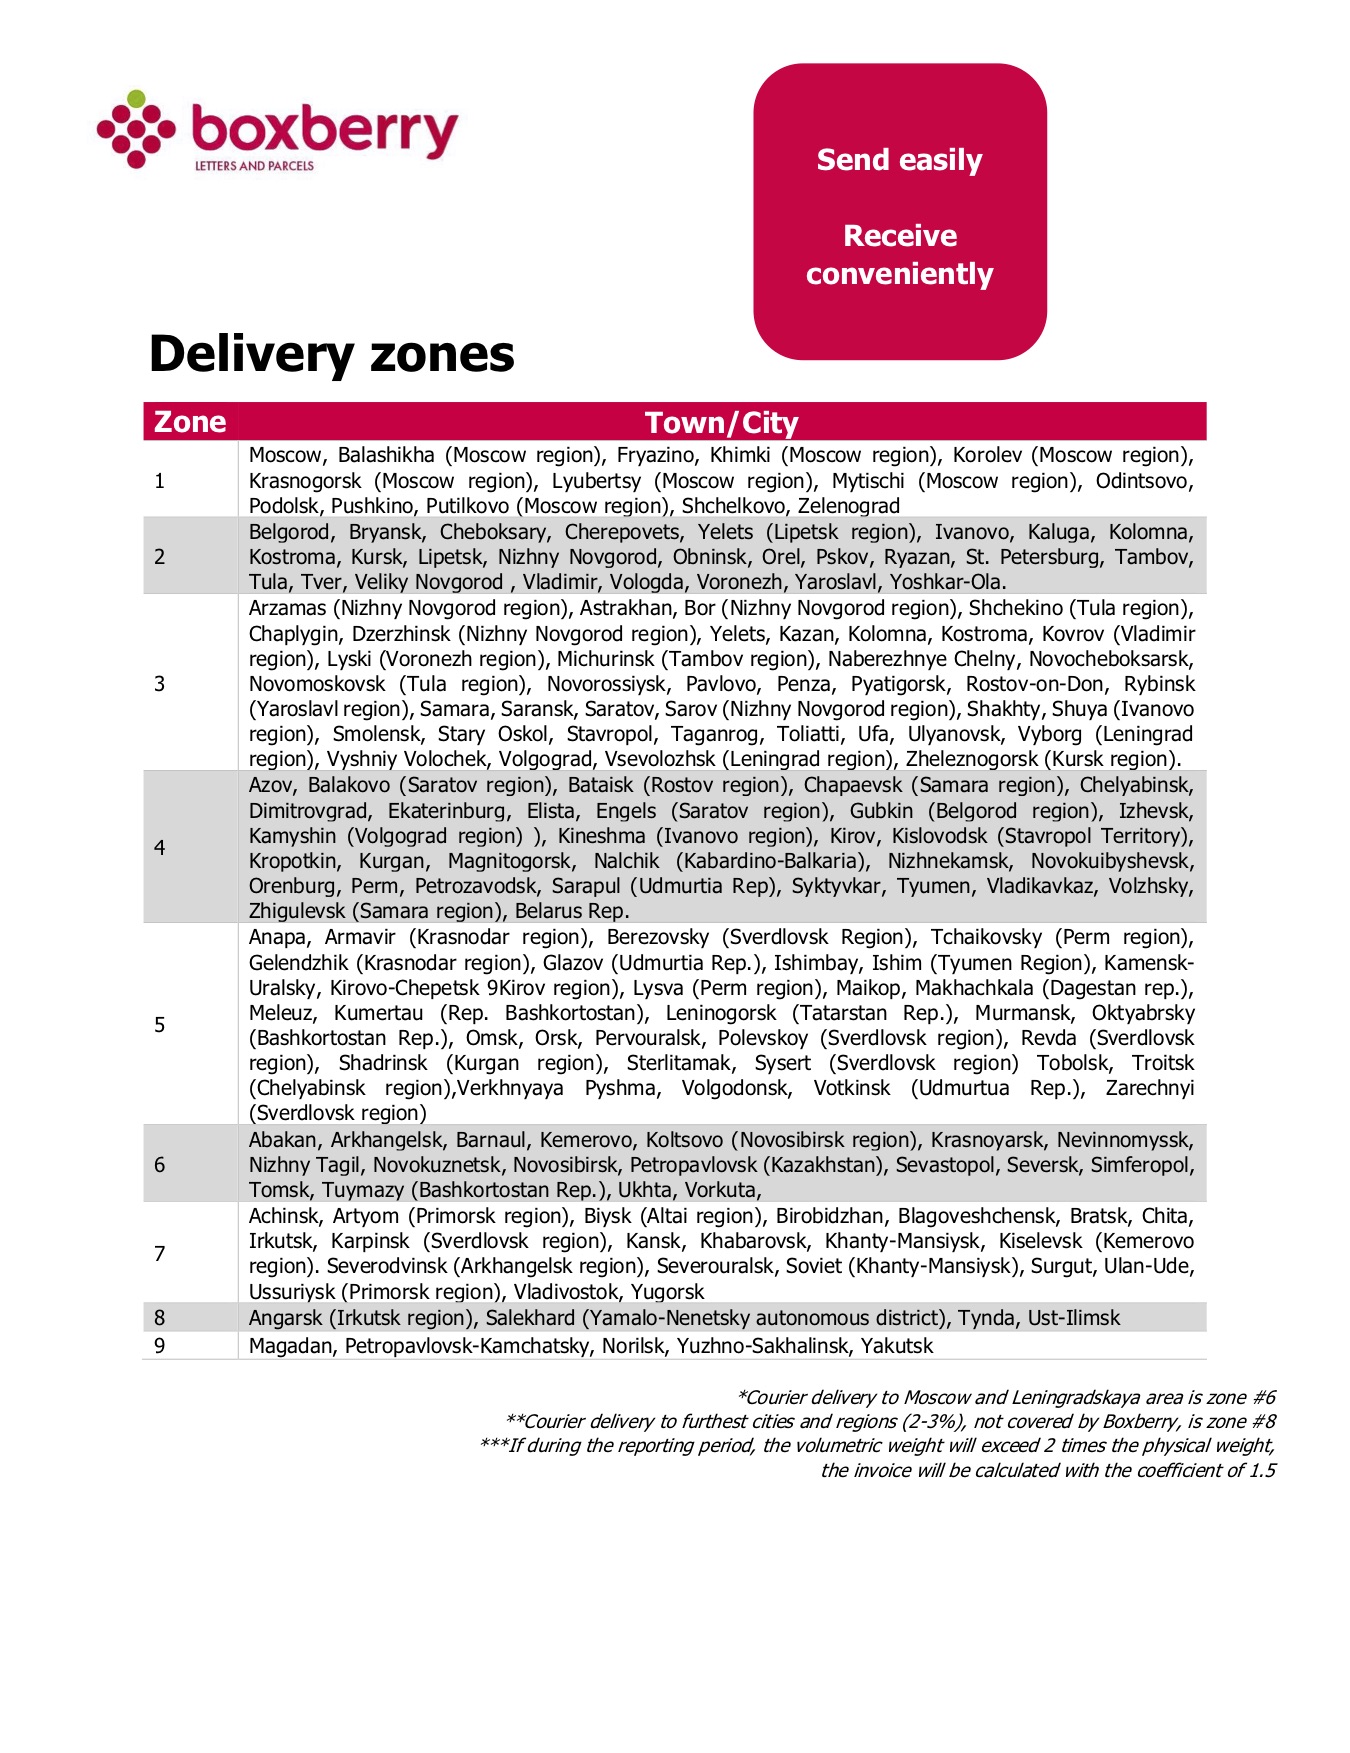 boxberry
LETTERS AND PARCELS
Send easily
Receive
conveniently
Delivery zones
Zone Town/City
Moscow, Balashikha (Moscow region), Fryazino, Khimki (Moscow region), Korolev (Moscow region),
1 Krasnogorsk (Moscow region), Lyubertsy (Moscow region), Mytischi (Moscow region), Odintsovo,
Podolsk, Pushkino, Putilkovo (Moscow region), Shchelkovo, Zelenograd
Belgorod, Bryansk, Cheboksary, Cherepovets, Yelets (Lipetsk region), Ivanovo, Kaluga, Kolomna,
2 Kostroma, Kursk, Lipetsk, Nizhny Novgorod, Obninsk, Orel, Pskov, Ryazan, St. Petersburg, Tambov,
Tula, Tver, Veliky Novgorod , Vladimir, Vologda, Voronezh, Yaroslavl, Yoshkar-Ola.
Arzamas (Nizhny Novgorod region), Astrakhan, Bor (Nizhny Novgorod region), Shchekino (Tula region),
Chaplygin, Dzerzhinsk (Nizhny Novgorod region), Yelets, Kazan, Kolomna, Kostroma, Kovrov (Vladimir
region), Lyski (Voronezh region), Michurinsk (Tambov region), Naberezhnye Chelny, Novocheboksarsk,
3 Novomoskovsk (Tula region), Novorossiysk, Pavlovo, Penza, Pyatigorsk, Rostov-on-Don, Rybinsk
(Yaroslavl region), Samara, Saransk, Saratov, Sarov (Nizhny Novgorod region), Shakhty, Shuya (Ivanovo
region), Smolensk, Stary Oskol, Stavropol, Taganrog, Toliatti, Ufa, Ulyanovsk, Vyborg (Leningrad
region), Vyshniy Volochek, Volgograd, Vsevolozhsk (Leningrad region), Zheleznogorsk (Kursk region).
Azov, Balakovo (Saratov region), Bataisk (Rostov region), Chapaevsk (Samara region), Chelyabinsk,
Dimitrovgrad, Ekaterinburg, Elista, Engels (Saratov region), Gubkin (Belgorod region), Izhevsk,
Kamyshin (Volgograd region) ), Kineshma (Ivanovo region), Kirov, Kislovodsk (Stavropol Territory),
4 Kropotkin, Kurgan, Magnitogorsk, Nalchik (Kabardino-Balkaria), Nizhnekamsk, Novokuibyshevsk,
Orenburg, Perm, Petrozavodsk, Sarapul (Udmurtia Rep), Syktyvkar, Tyumen, Vladikavkaz, Volzhsky,
Zhigulevsk (Samara region), Belarus Rep.
Anapa, Armavir (Krasnodar region), Berezovsky (Sverdlovsk Region), Tchaikovsky (Perm region),
Gelendzhik (Krasnodar region), Glazov (Udmurtia Rep.), Ishimbay, Ishim (Tyumen Region), Kamensk-
Uralsky, Kirovo-Chepetsk 9Kirov region), Lysva (Perm region), Maikop, Makhachkala (Dagestan rep.),
Meleuz, Kumertau (Rep. Bashkortostan), Leninogorsk (Tatarstan Rep.), Murmansk, Oktyabrsky
5 (Bashkortostan Rep.), Omsk, Orsk, Pervouralsk, Polevskoy (Sverdlovsk region), Revda (Sverdlovsk
region), Shadrinsk (Kurgan region), Sterlitamak, Sysert (Sverdlovsk region) Tobolsk, Troitsk
(Chelyabinsk region),Verkhnyaya Pyshma, Volgodonsk, Votkinsk (Udmurtua Rep.), Zarechnyi
(Sverdlovsk region)
Abakan, Arkhangelsk, Barnaul, Kemerovo, Koltsovo (Novosibirsk region), Krasnoyarsk, Nevinnomyssk,
6 Nizhny Tagil, Novokuznetsk, Novosibirsk, Petropavlovsk (Kazakhstan), Sevastopol, Seversk, Simferopol,
Tomsk, Tuymazy (Bashkortostan Rep.), Ukhta, Vorkuta,
Achinsk, Artyom (Primorsk region), Biysk (Altai region), Birobidzhan, Blagoveshchensk, Bratsk, Chita,
7 Irkutsk, Karpinsk (Sverdlovsk region), Kansk, Khabarovsk, Khanty-Mansiysk, Kiselevsk (Kemerovo
region). Severodvinsk (Arkhangelsk region), Severouralsk, Soviet (Khanty-Mansiysk), Surgut, Ulan-Ude,
Ussuriysk (Primorsk region), Vladivostok, Yugorsk
8 Angarsk (Irkutsk region), Salekhard (Yamalo-Nenetsky autonomous district), Tynda, Ust-Ilimsk
9 Magadan, Petropavlovsk-Kamchatsky, Norilsk, Yuzhno-Sakhalinsk, Yakutsk
*Courier delivery to Moscow and Leningradskaya area is zone #6
**Courier delivery to furthest cities and regions (2-3%), not covered by Boxberry, is zone #8
***If during the reporting period, the volumetric weight will exceed 2 times the physical weight,
the invoice will be calculated with the coefficient of 1.5